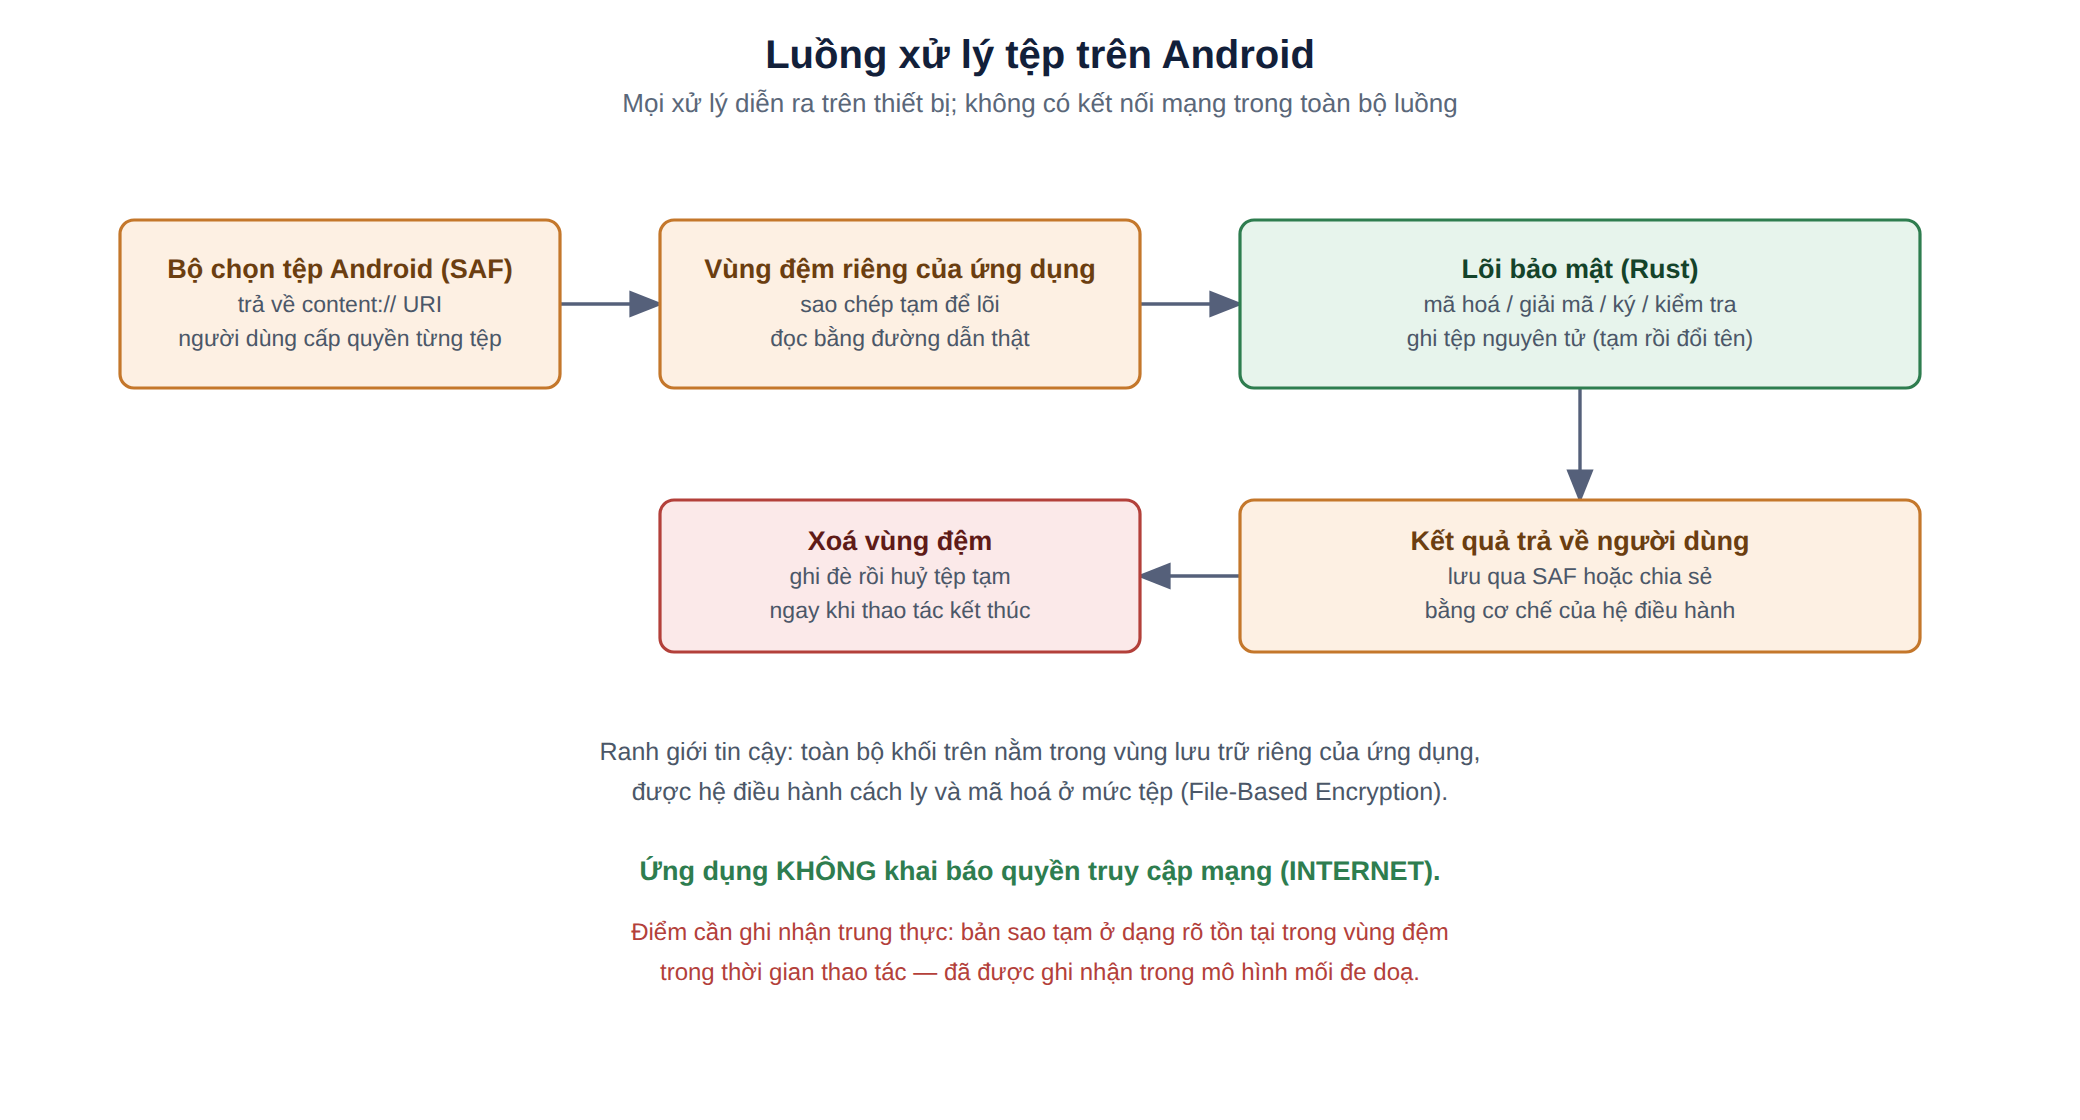 Luồng xử lý tệp trên Android
Mọi xử lý diễn ra trên thiết bị; không có kết nối mạng trong toàn bộ luồng
Bộ chọn tệp Android (SAF)
trả về content:// URI
người dùng cấp quyền từng tệp
Vùng đệm riêng của ứng dụng
sao chép tạm để lõi
đọc bằng đường dẫn thật
Lõi bảo mật (Rust)
mã hoá / giải mã / ký / kiểm tra
ghi tệp nguyên tử (tạm rồi đổi tên)
Xoá vùng đệm
ghi đè rồi huỷ tệp tạm
ngay khi thao tác kết thúc
Kết quả trả về người dùng
lưu qua SAF hoặc chia sẻ
bằng cơ chế của hệ điều hành
Ranh giới tin cậy: toàn bộ khối trên nằm trong vùng lưu trữ riêng của ứng dụng,
được hệ điều hành cách ly và mã hoá ở mức tệp (File-Based Encryption).
Ứng dụng KHÔNG khai báo quyền truy cập mạng (INTERNET).
Điểm cần ghi nhận trung thực: bản sao tạm ở dạng rõ tồn tại trong vùng đệm
trong thời gian thao tác — đã được ghi nhận trong mô hình mối đe doạ.